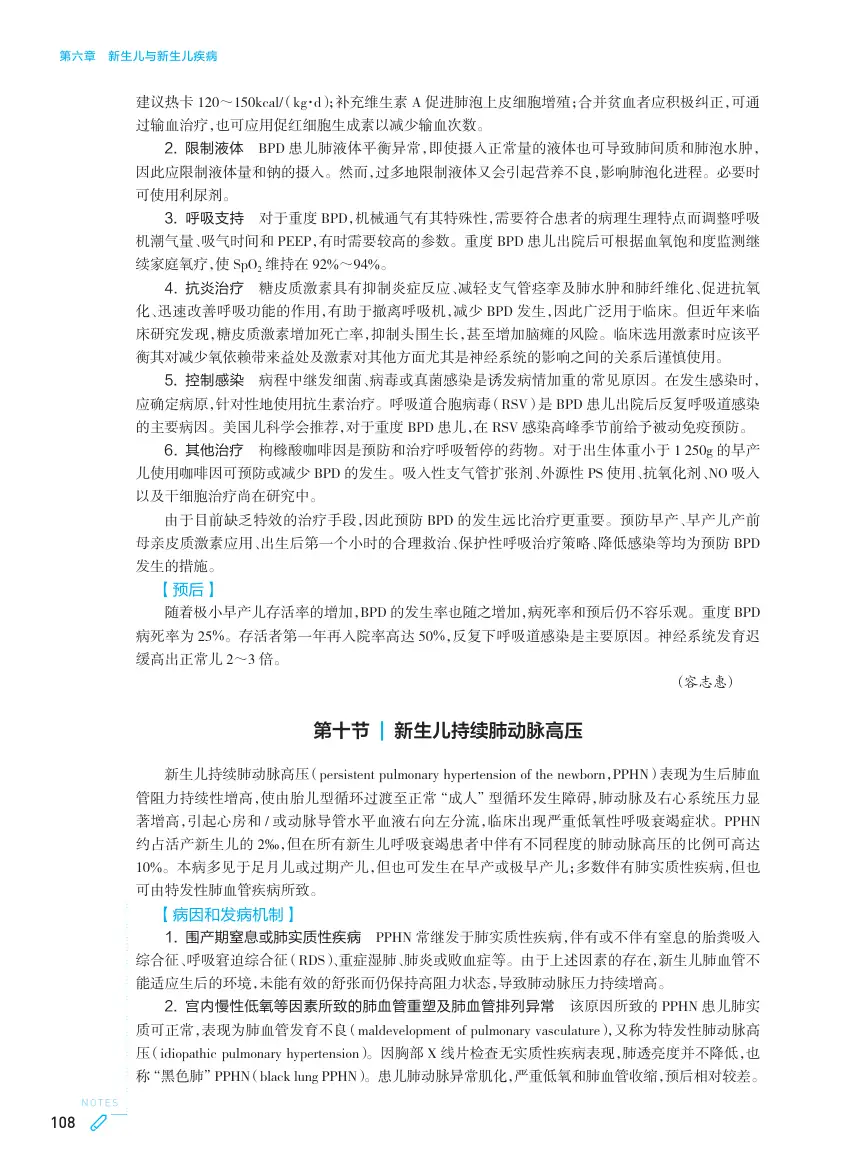 第六章 新生儿与新生儿疾病
建议热卡 120～150kcal/（kg·d）；补充维生素 A 促进肺泡上皮细胞增殖；合并贫血者应积极纠正，可通
过输血治疗，也可应用促红细胞生成素以减少输血次数。
2. 限制液体 BPD 患儿肺液体平衡异常，即使摄入正常量的液体也可导致肺间质和肺泡水肿，
因此应限制液体量和钠的摄入。然而，过多地限制液体又会引起营养不良，影响肺泡化进程。必要时
可使用利尿剂。
3. 呼吸支持 对于重度 BPD，机械通气有其特殊性，需要符合患者的病理生理特点而调整呼吸
机潮气量、吸气时间和 PEEP，有时需要较高的参数。重度 BPD 患儿出院后可根据血氧饱和度监测继
续家庭氧疗，使 SpO₂ 维持在 92%～94%。
4. 抗炎治疗 糖皮质激素具有抑制炎症反应、减轻支气管痉挛及肺水肿和肺纤维化、促进抗氧
化、迅速改善呼吸功能的作用，有助于撤离呼吸机，减少 BPD 发生，因此广泛用于临床。但近年来临
床研究发现，糖皮质激素增加死亡率，抑制头围生长，甚至增加脑瘫的风险。临床选用激素时应该平
衡其对减少氧依赖带来益处及激素对其他方面尤其是神经系统的影响之间的关系后谨慎使用。
5. 控制感染 病程中继发细菌、病毒或真菌感染是诱发病情加重的常见原因。在发生感染时，
应确定病原，针对性地使用抗生素治疗。呼吸道合胞病毒（RSV）是 BPD 患儿出院后反复呼吸道感染
的主要病因。美国儿科学会推荐，对于重度 BPD 患儿，在 RSV 感染高峰季节前给予被动免疫预防。
6. 其他治疗 枸橼酸咖啡因是预防和治疗呼吸暂停的药物。对于出生体重小于 1 250g 的早产
儿使用咖啡因可预防或减少 BPD 的发生。吸入性支气管扩张剂、外源性 PS 使用、抗氧化剂、NO 吸入
以及干细胞治疗尚在研究中。
由于目前缺乏特效的治疗手段，因此预防 BPD 的发生远比治疗更重要。预防早产、早产儿产前
母亲皮质激素应用、出生后第一个小时的合理救治、保护性呼吸治疗策略、降低感染等均为预防 BPD
发生的措施。
【预后】
随着极小早产儿存活率的增加，BPD 的发生率也随之增加，病死率和预后仍不容乐观。重度 BPD
病死率为 25%。存活者第一年再入院率高达 50%，反复下呼吸道感染是主要原因。神经系统发育迟
缓高出正常儿 2～3 倍。
（容志惠）
第十节 | 新生儿持续肺动脉高压
新生儿持续肺动脉高压（persistent pulmonary hypertension of the newborn，PPHN）表现为生后肺血
管阻力持续性增高，使由胎儿型循环过渡至正常“成人”型循环发生障碍，肺动脉及右心系统压力显
著增高，引起心房和 / 或动脉导管水平血液右向左分流，临床出现严重低氧性呼吸衰竭症状。PPHN
约占活产新生儿的 2‰，但在所有新生儿呼吸衰竭患者中伴有不同程度的肺动脉高压的比例可高达
10%。本病多见于足月儿或过期产儿，但也可发生在早产或极早产儿；多数伴有肺实质性疾病，但也
可由特发性肺血管疾病所致。
【病因和发病机制】
1. 围产期窒息或肺实质性疾病 PPHN 常继发于肺实质性疾病，伴有或不伴有窒息的胎粪吸入
综合征、呼吸窘迫综合征（RDS）、重症湿肺、肺炎或败血症等。由于上述因素的存在，新生儿肺血管不
能适应生后的环境，未能有效的舒张而仍保持高阻力状态，导致肺动脉压力持续增高。
2. 宫内慢性低氧等因素所致的肺血管重塑及肺血管排列异常 该原因所致的 PPHN 患儿肺实
质可正常，表现为肺血管发育不良（maldevelopment of pulmonary vasculature），又称为特发性肺动脉高
压（idiopathic pulmonary hypertension）。因胸部 X 线片检查无实质性疾病表现，肺透亮度并不降低，也
称“黑色肺”PPHN（black lung PPHN）。患儿肺动脉异常肌化，严重低氧和肺血管收缩，预后相对较差。
NOTES
108